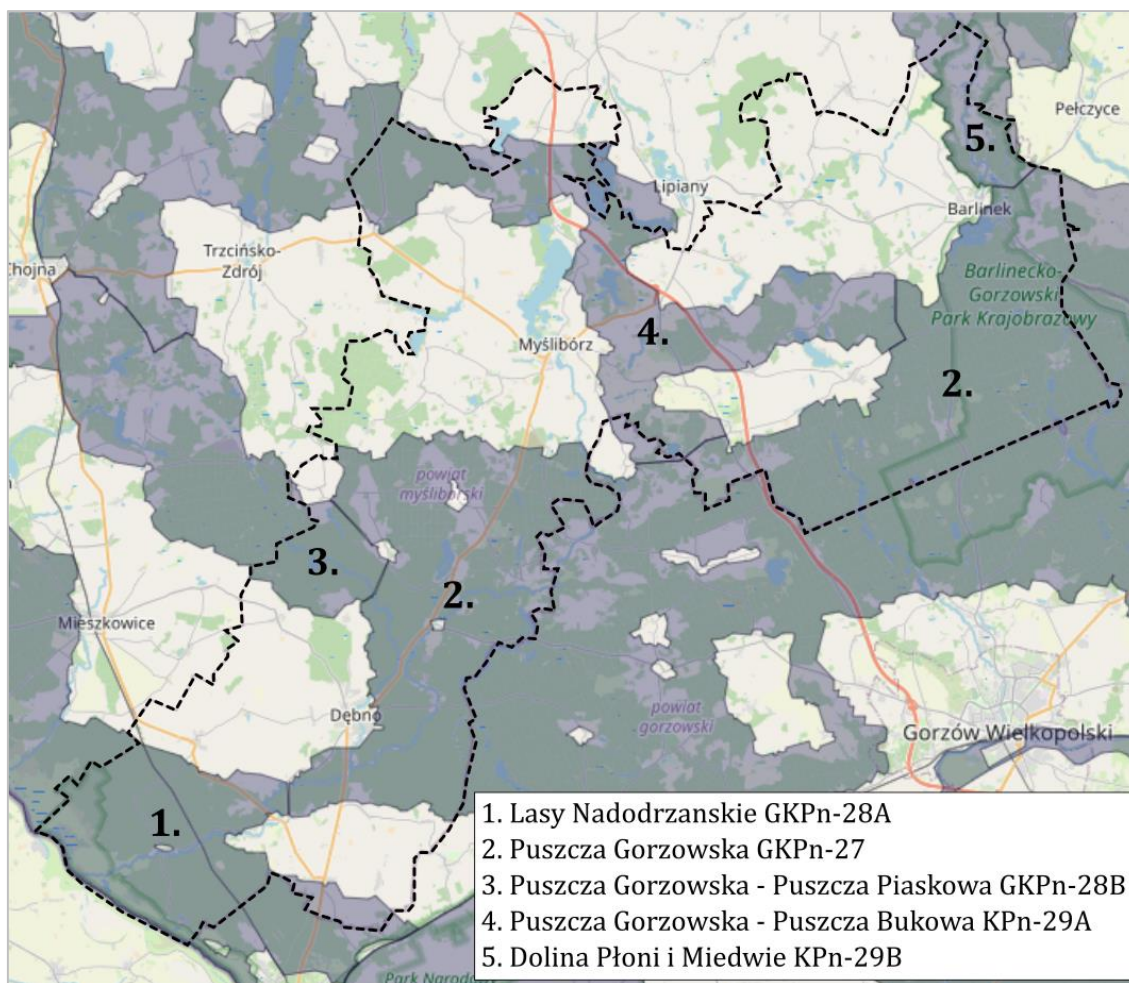 Pełczyce
5.
Lipiany
Barlinek
Trzcińsko-
Zdrój
Chojna
Barlinecko-
Gorzowski
Park Krajobrazowy
4.
Myślibórz
2.
powiat
myśliborski
3.
2.
Mieszkowice
Dębno
powiat
gorzowski
Gorzów Wielkopolski
1.
1. Lasy Nadodrzanskie GKPn-28A
2. Puszcza Gorzowska GKPn-27
3. Puszcza Gorzowska - Puszcza Piaskowa GKPn-28B
4. Puszcza Gorzowska - Puszcza Bukowa KPn-29A
5. Dolina Płoni i Miedwie KPn-29B
Park Narodowy